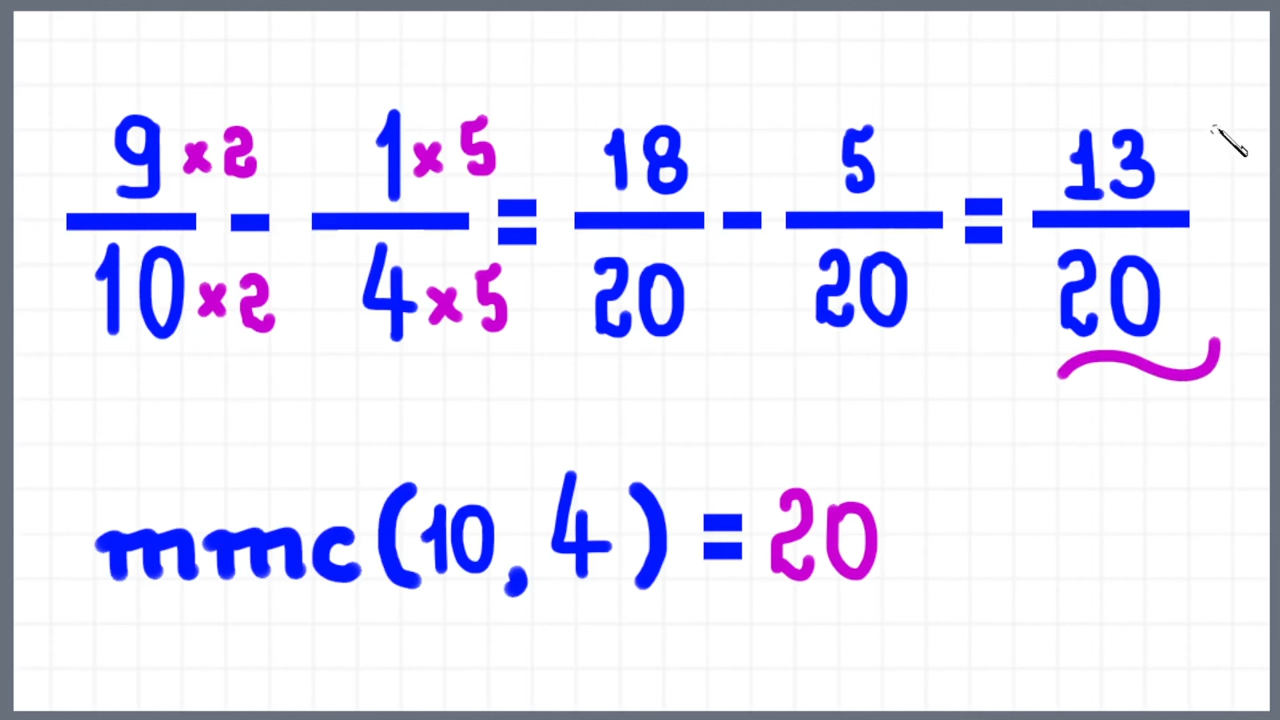 9×2 / 10×2 - 1×5 / 4×5 = 18/20 - 5/20 = 13/20
mmc(10, 4) = 20